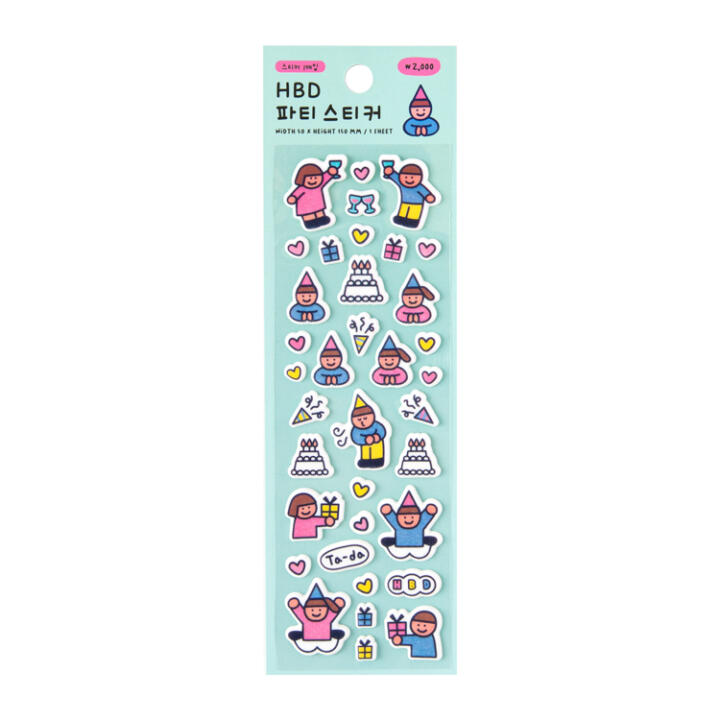 ₩2,000
HBD
파티 스티커
WIDTH 50 X HEIGHT 150 MM / 1 SHEET
Ta-da
HBD